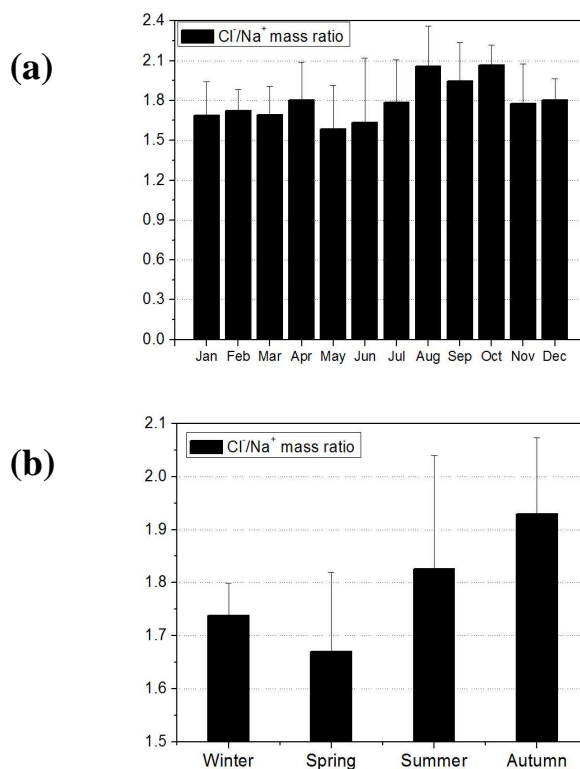 (a)
Cl⁻/Na⁺ mass ratio
2.4
2.1
1.8
1.5
1.2
0.9
0.6
0.3
0.0
Jan Feb Mar Apr May Jun Jul Aug Sep Oct Nov Dec
(b)
Cl⁻/Na⁺ mass ratio
2.1
2.0
1.9
1.8
1.7
1.6
1.5
Winter Spring Summer Autumn